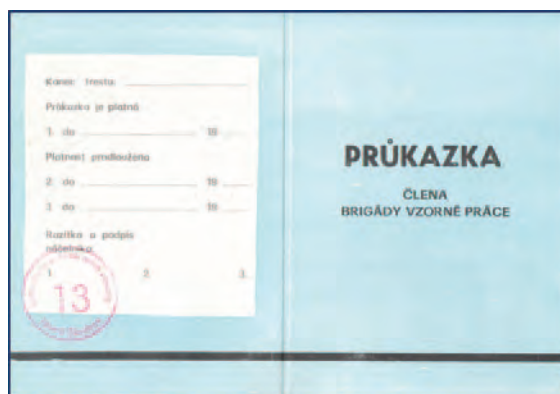 Konec trestu:
Průkazka je platná
1. do 19
Platnost prodloužena
2. do 19
3. do 19
Razítka a podpis
náčelníka:
1. 2. 3.
13
PRŮKAZKA
ČLENA
BRIGÁDY VZORNÉ PRÁCE